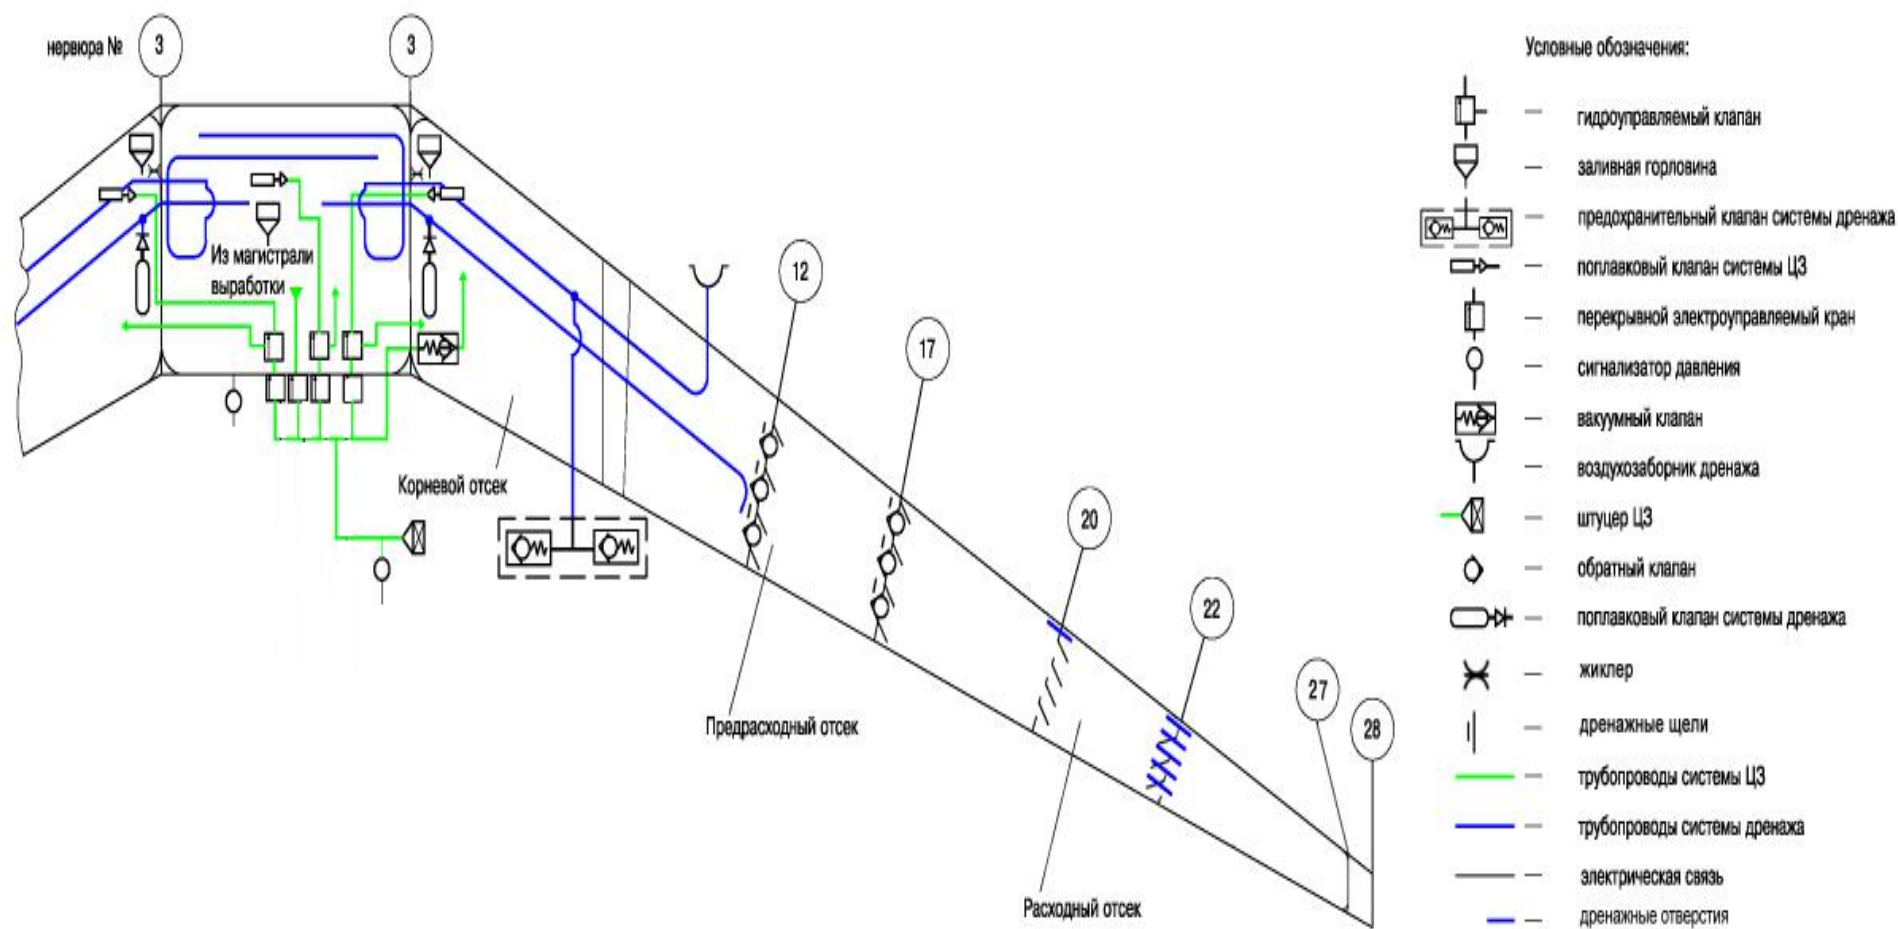 нервюра №
3
3
Из магистрали
выработки
12
17
20
22
27
28
Корневой отсек
Предрасходный отсек
Расходный отсек
Условные обозначения:
гидроуправляемый клапан
заливная горловина
предохранительный клапан системы дренажа
поплавковый клапан системы ЦЗ
перекрывной электроуправляемый кран
сигнализатор давления
вакуумный клапан
воздухозаборник дренажа
штуцер ЦЗ
обратный клапан
поплавковый клапан системы дренажа
жиклер
дренажные щели
трубопроводы системы ЦЗ
трубопроводы системы дренажа
электрическая связь
дренажные отверстия